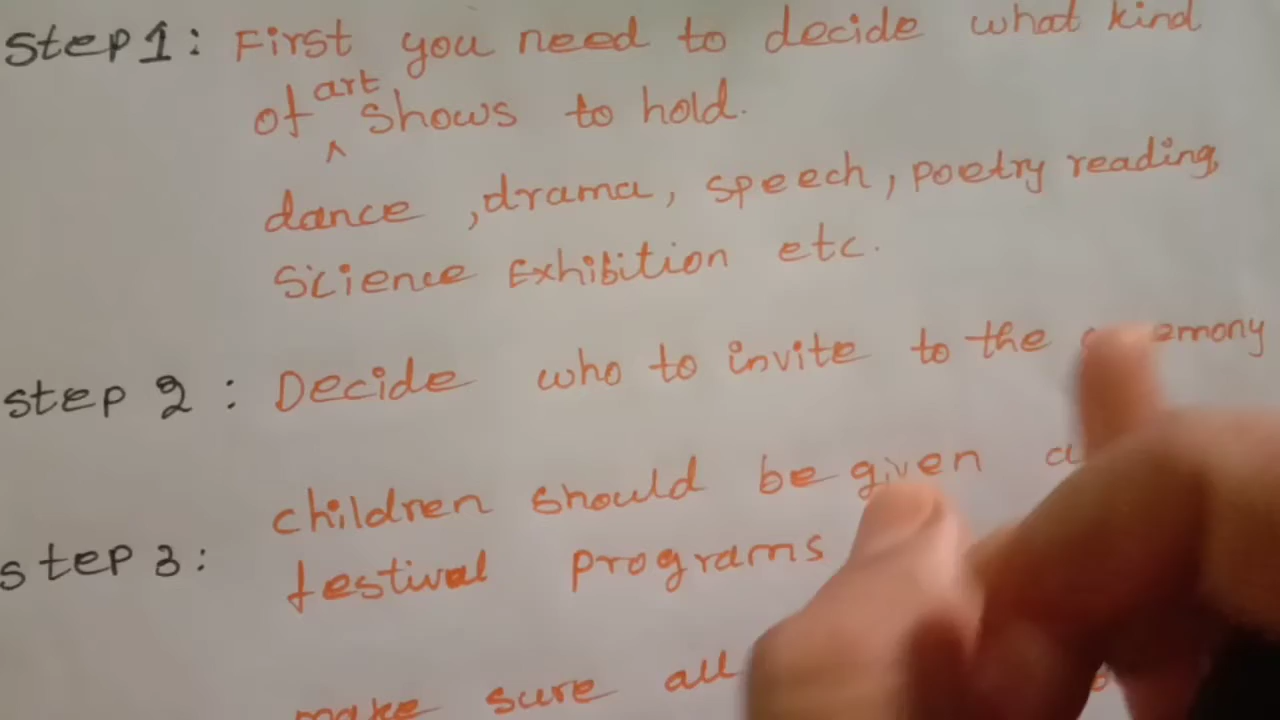 step 1: First you need to decide what kind
of art shows to hold.
dance, drama, speech, poetry reading,
Science Exhibition etc.
step 2: Decide who to invite to the
children should be given
step 3: festival programs
make sure all